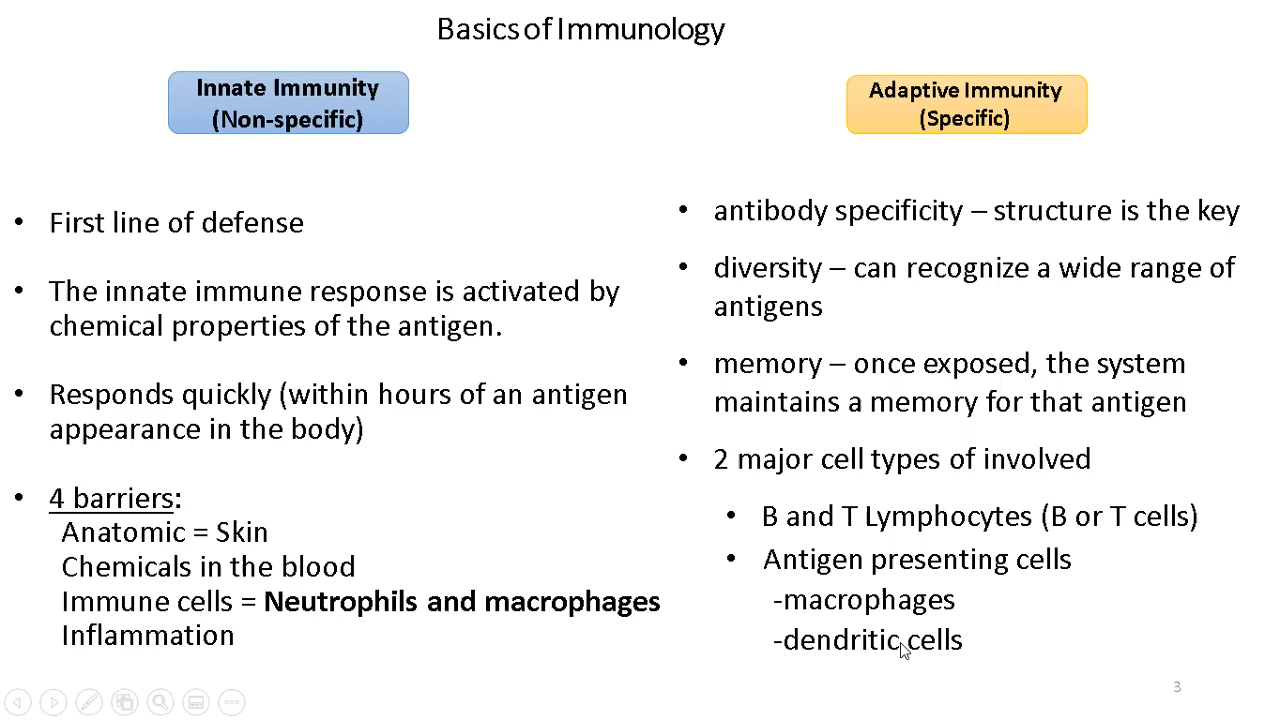 Basics of Immunology
Innate Immunity
(Non-specific)
Adaptive Immunity
(Specific)
• First line of defense
• The innate immune response is activated by
chemical properties of the antigen.
• Responds quickly (within hours of an antigen
appearance in the body)
• 4 barriers:
Anatomic = Skin
Chemicals in the blood
Immune cells = Neutrophils and macrophages
Inflammation
• antibody specificity – structure is the key
• diversity – can recognize a wide range of
antigens
• memory – once exposed, the system
maintains a memory for that antigen
• 2 major cell types of involved
• B and T Lymphocytes (B or T cells)
• Antigen presenting cells
-macrophages
-dendritic cells
3